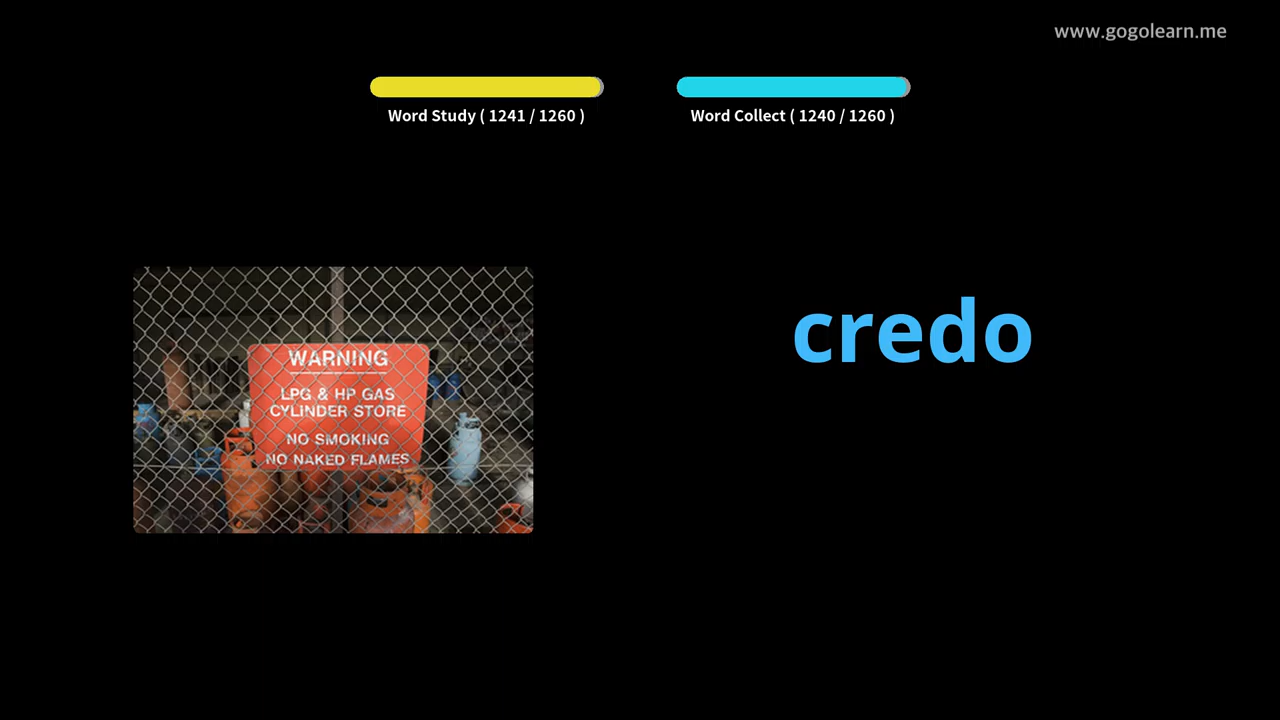 www.gogolearn.me
Word Study ( 1241 / 1260 )
Word Collect ( 1240 / 1260 )
credo
WARNING
LPG & HP GAS
CYLINDER STORE
NO SMOKING
NO NAKED FLAMES